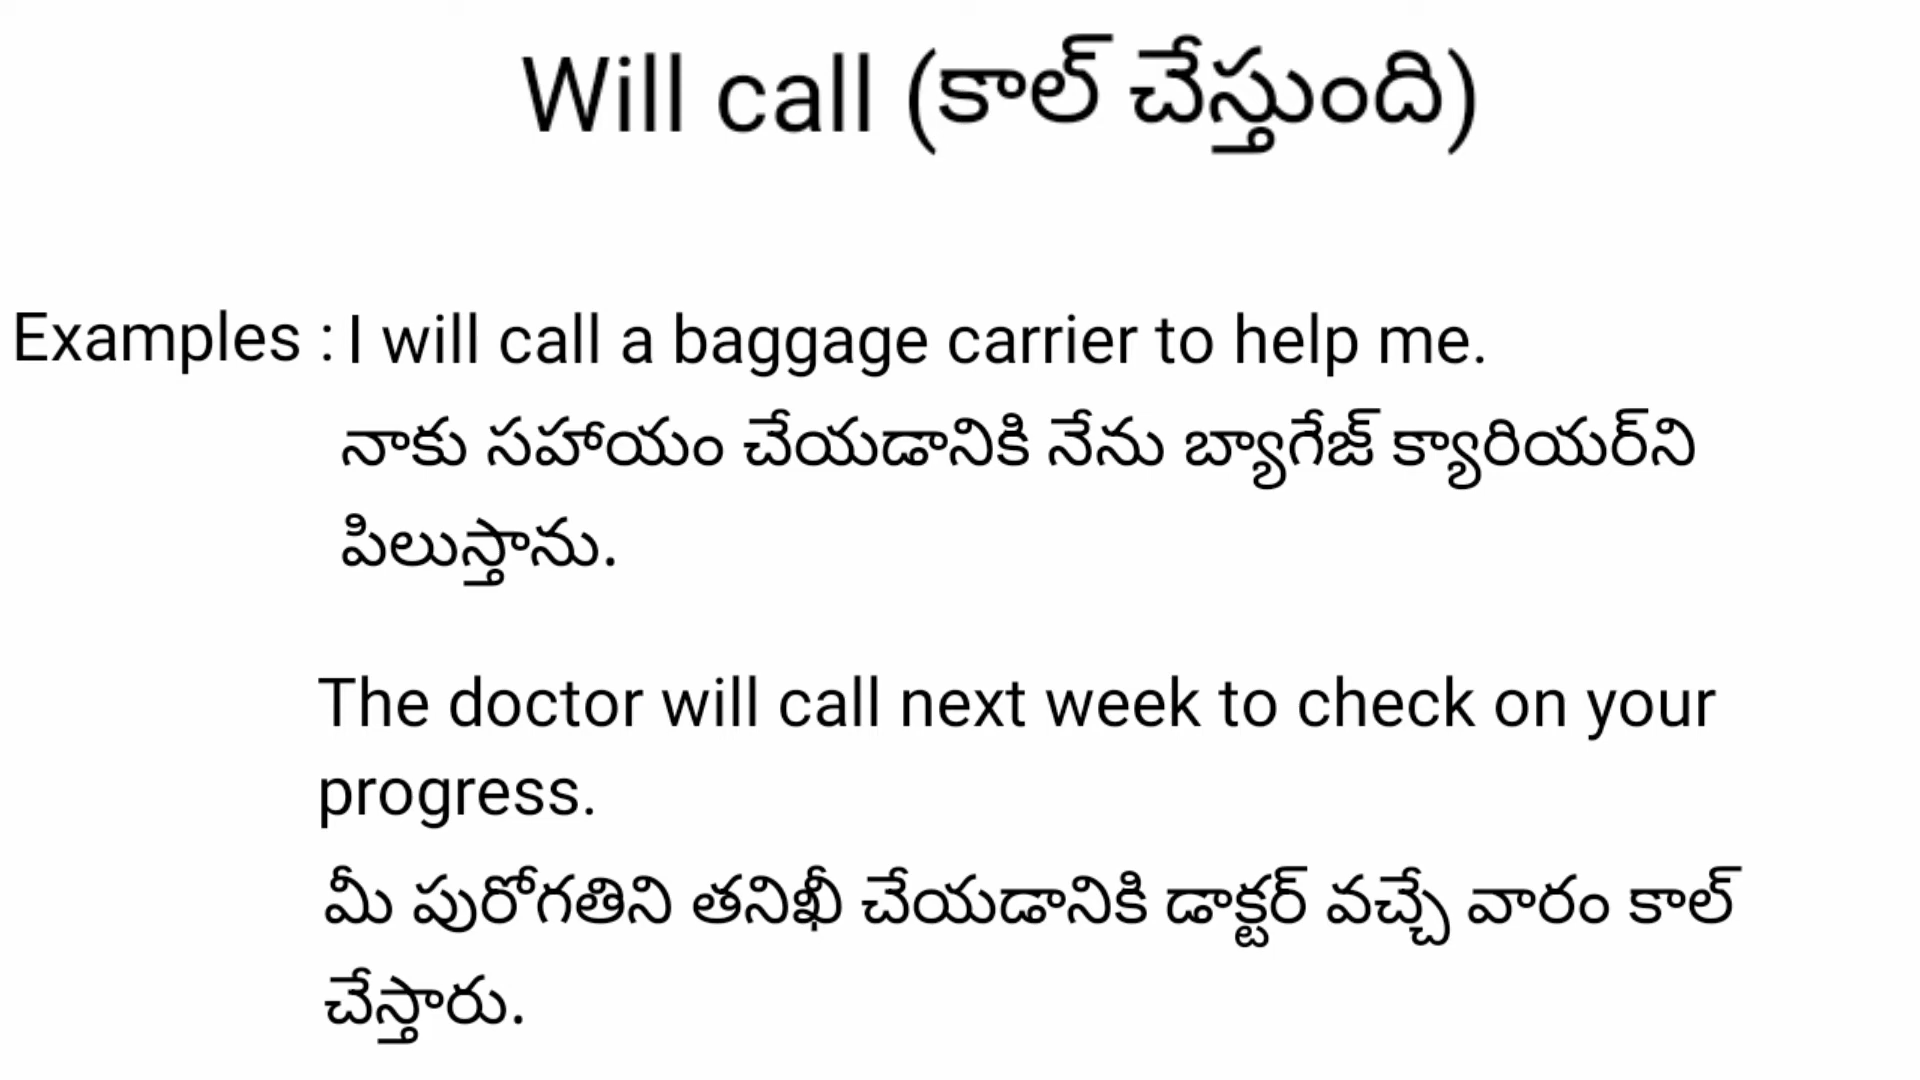 Will call (కాల్ చేస్తుంది)
Examples : I will call a baggage carrier to help me.
నాకు సహాయం చేయడానికి నేను బ్యాగేజ్ క్యారియర్‌ని
పిలుస్తాను.
The doctor will call next week to check on your
progress.
మీ పురోగతిని తనిఖీ చేయడానికి డాక్టర్ వచ్చే వారం కాల్
చేస్తారు.